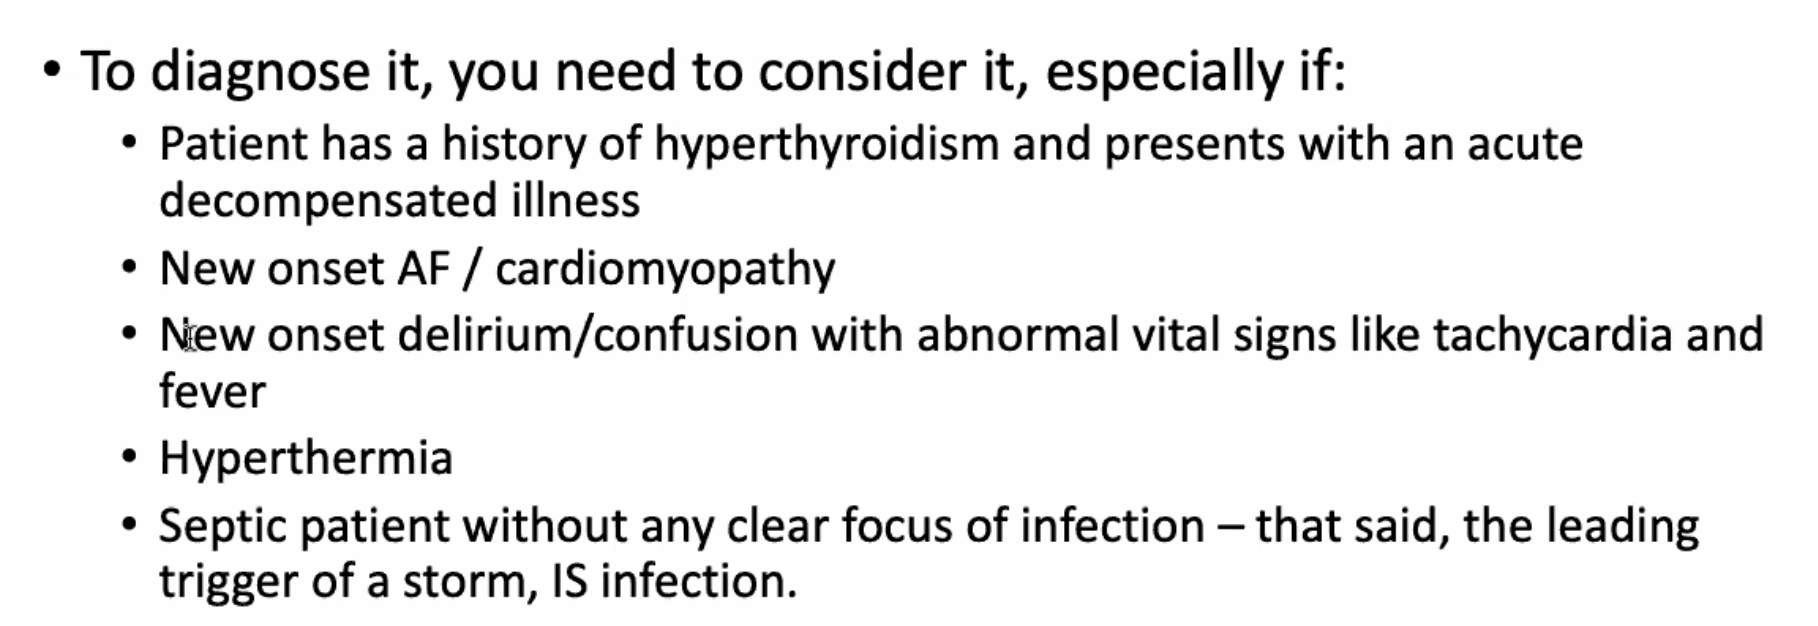 • To diagnose it, you need to consider it, especially if:
• Patient has a history of hyperthyroidism and presents with an acute
decompensated illness
• New onset AF / cardiomyopathy
• New onset delirium/confusion with abnormal vital signs like tachycardia and
fever
• Hyperthermia
• Septic patient without any clear focus of infection – that said, the leading
trigger of a storm, IS infection.